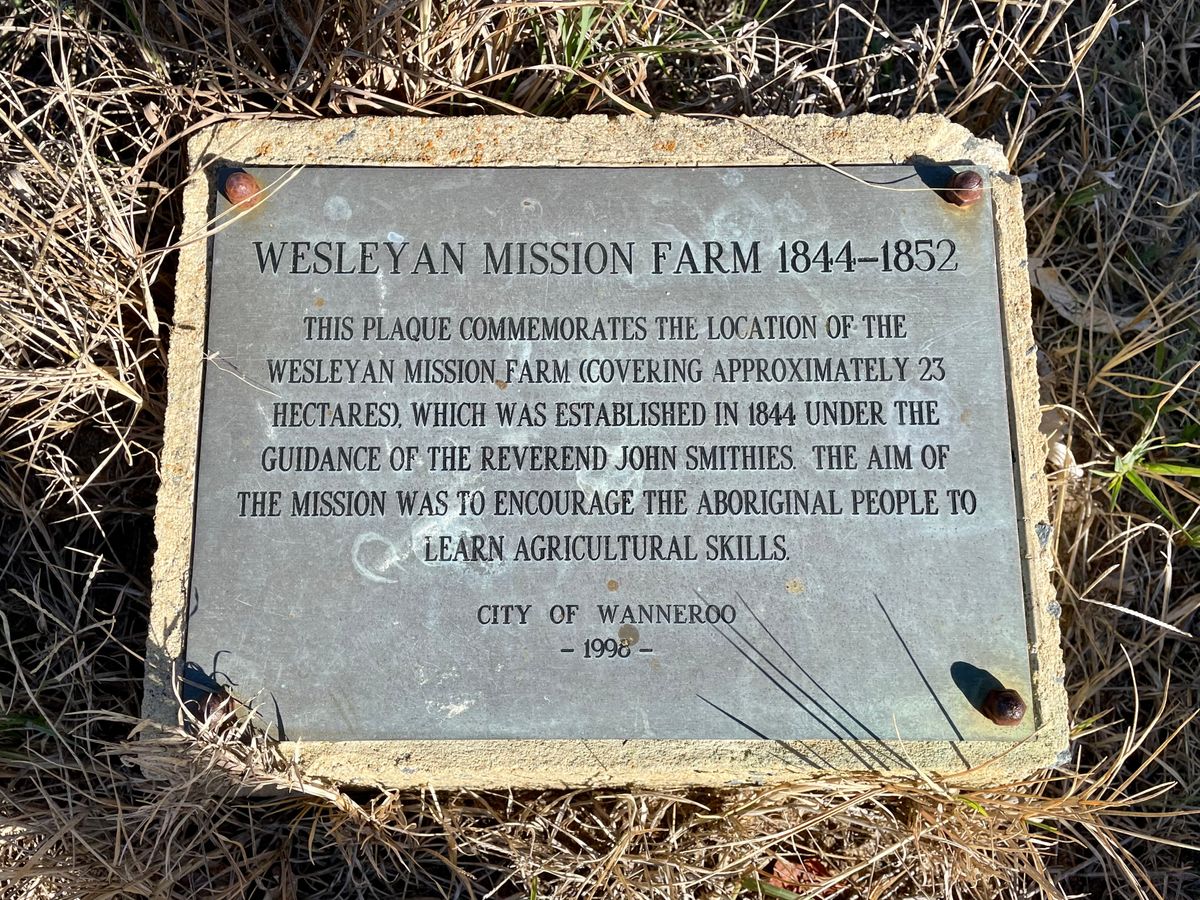 WESLEYAN MISSION FARM 1844–1852
THIS PLAQUE COMMEMORATES THE LOCATION OF THE
WESLEYAN MISSION FARM (COVERING APPROXIMATELY 23
HECTARES), WHICH WAS ESTABLISHED IN 1844 UNDER THE
GUIDANCE OF THE REVEREND JOHN SMITHIES. THE AIM OF
THE MISSION WAS TO ENCOURAGE THE ABORIGINAL PEOPLE TO
LEARN AGRICULTURAL SKILLS.
CITY OF WANNEROO
– 1998 –